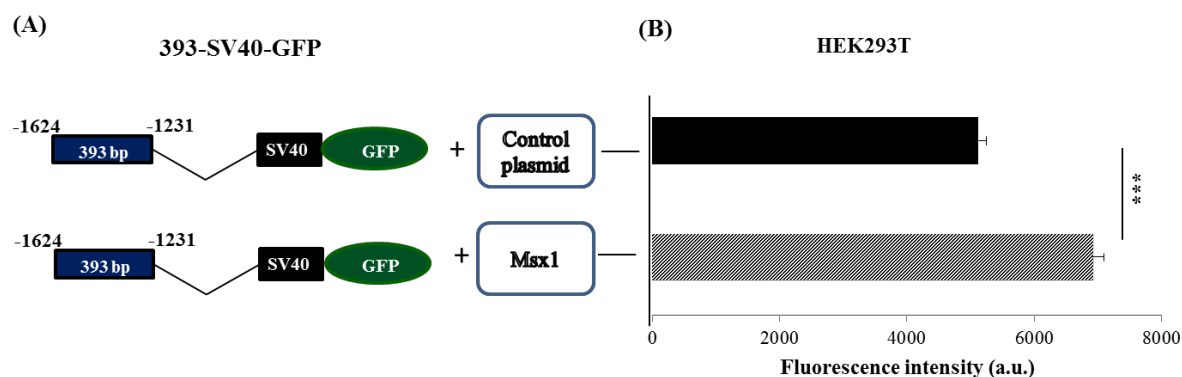 (A)
393-SV40-GFP
(B)
HEK293T
-1624
-1231
393 bp
SV40
GFP
+
Control
plasmid
-1624
-1231
393 bp
SV40
GFP
+
Msx1
***
0 2000 4000 6000 8000
Fluorescence intensity (a.u.)